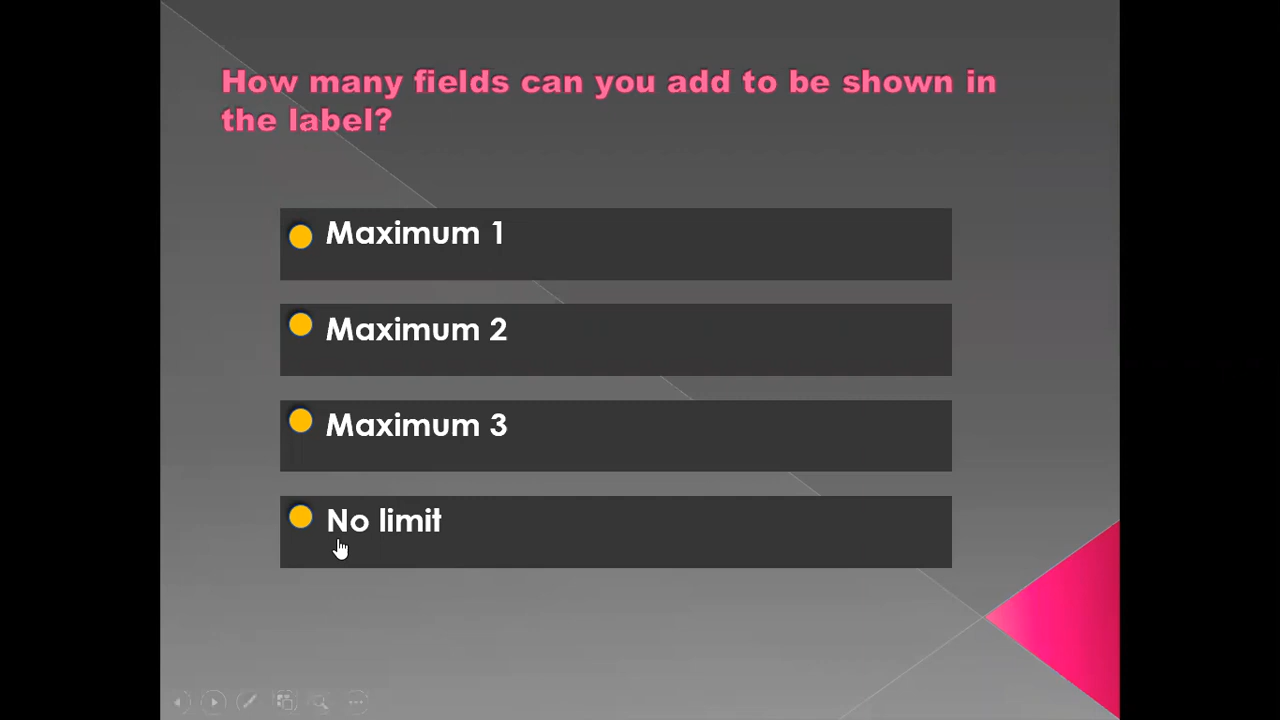 How many fields can you add to be shown in
the label?
Maximum 1
Maximum 2
Maximum 3
No limit